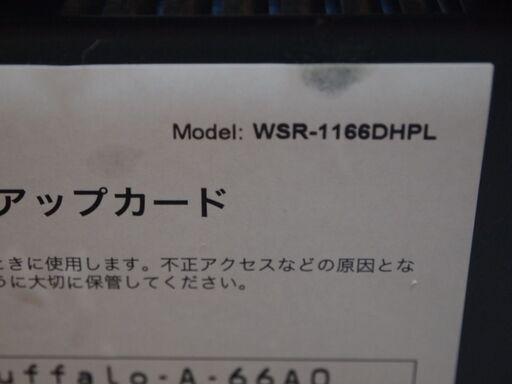 Model: WSR-1166DHPL
アップカード
ときに使用します。不正アクセスなどの原因とな
うに大切に保管してください。
uffalo-A-66A0